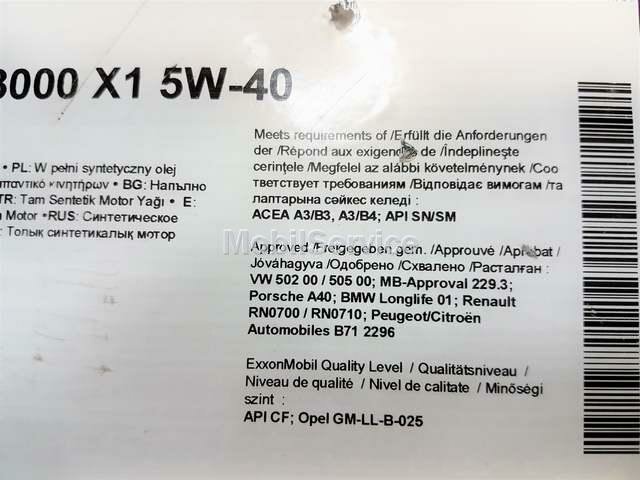 3000 X1 5W-40
• PL: W pełni syntetyczny olej
• BG: Напълно
TR: Tam Sentetik Motor Yağı • E:
Motor •RUS: Синтетическое
: Толық синтетикалық мотор
Meets requirements of /Erfüllt die Anforderungen
der /Répond aux exigences de /Îndeplineşte
cerinţele /Megfelel az alábbi követelménynek /Соо
тветствует требованиям /Відповідає вимогам /та
лаптарына сәйкес келеді :
ACEA A3/B3, A3/B4; API SN/SM
MobilService
Approved /Freigegeben gem. /Approuvé /Aprobat /
Jóváhagyva /Одобрено /Схвалено /Расталған :
VW 502 00 / 505 00; MB-Approval 229.3;
Porsche A40; BMW Longlife 01; Renault
RN0700 / RN0710; Peugeot/Citroën
Automobiles B71 2296
ExxonMobil Quality Level / Qualitätsniveau /
Niveau de qualité / Nivel de calitate / Minőségi
szint :
API CF; Opel GM-LL-B-025